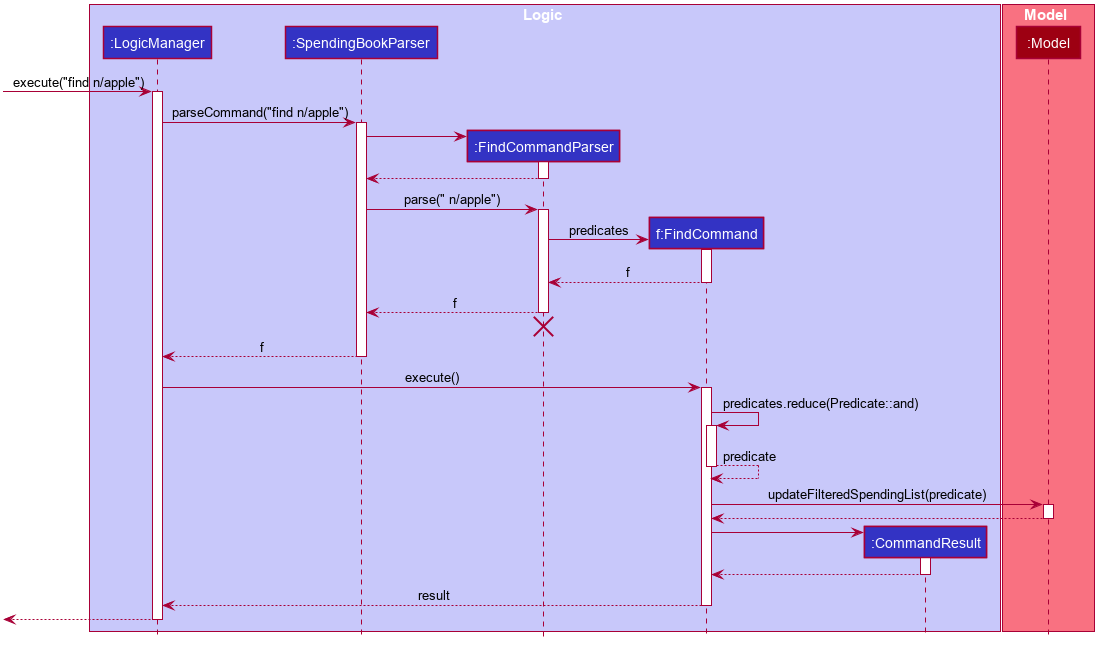 Logic
Model
:LogicManager
:SpendingBookParser
:Model
execute("find n/apple")
parseCommand("find n/apple")
:FindCommandParser
parse(" n/apple")
predicates
f:FindCommand
f
f
f
execute()
predicates.reduce(Predicate::and)
predicate
updateFilteredSpendingList(predicate)
:CommandResult
result